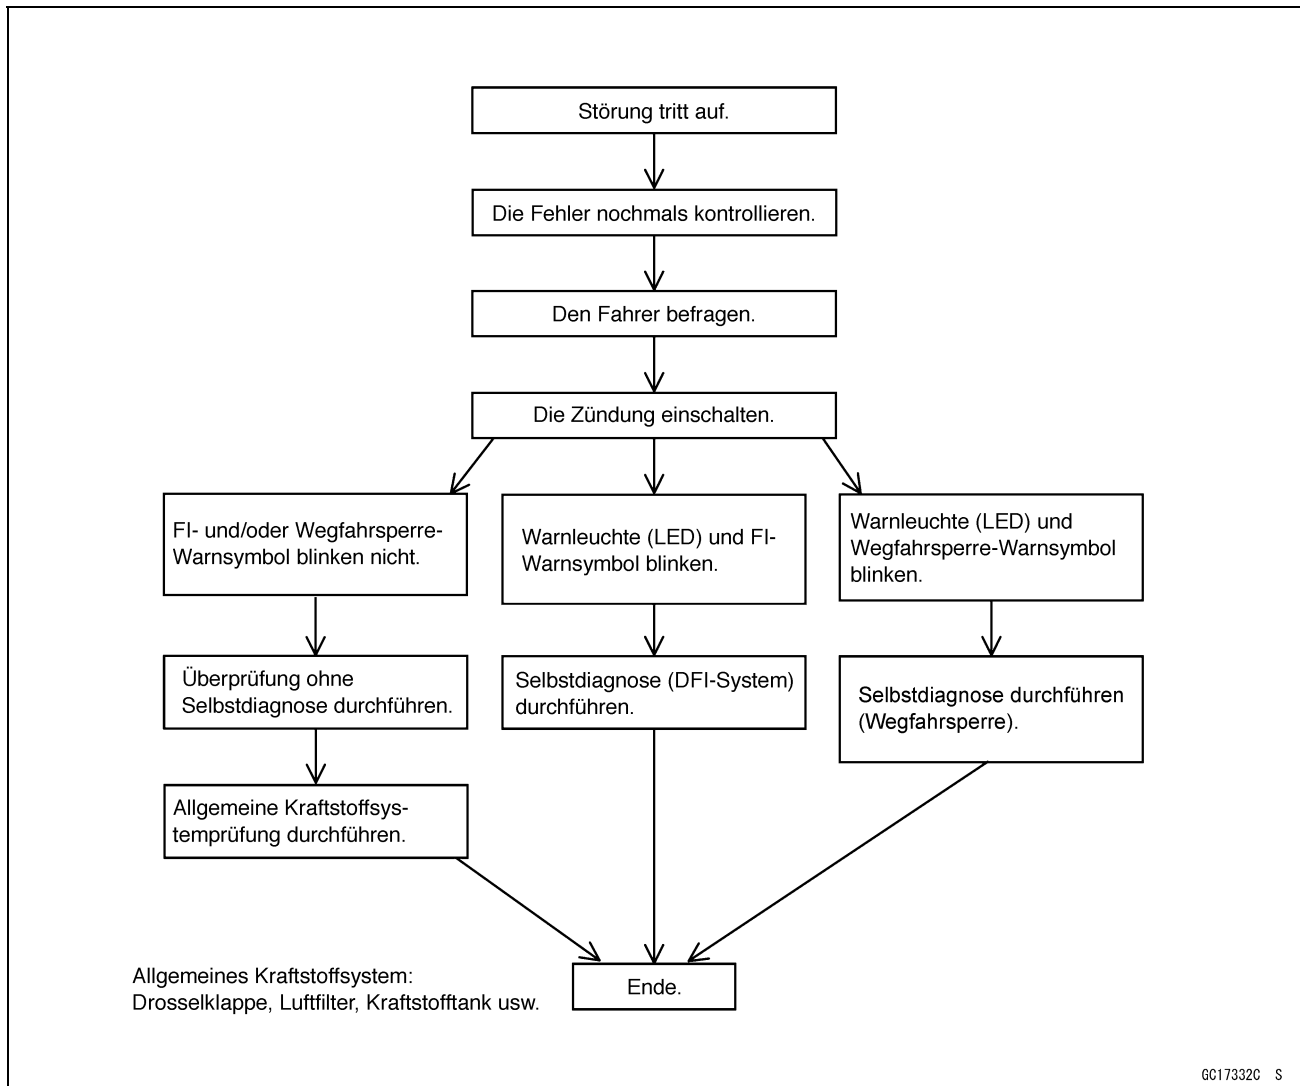 Störung tritt auf.
Die Fehler nochmals kontrollieren.
Den Fahrer befragen.
Die Zündung einschalten.
FI- und/oder Wegfahrsperre-
Warnsymbol blinken nicht.
Warnleuchte (LED) und FI-
Warnsymbol blinken.
Warnleuchte (LED) und
Wegfahrsperre-Warnsymbol
blinken.
Überprüfung ohne
Selbstdiagnose durchführen.
Selbstdiagnose (DFI-System)
durchführen.
Selbstdiagnose durchführen
(Wegfahrsperre).
Allgemeine Kraftstoffsys-
temprüfung durchführen.
Ende.
Allgemeines Kraftstoffsystem:
Drosselklappe, Luftfilter, Kraftstofftank usw.
GC17332C S